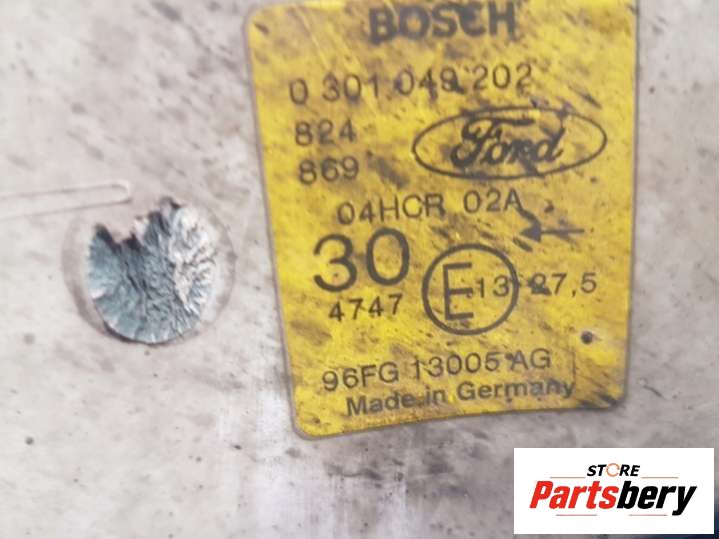 BOSCH
0 301 049 202
824
869
Ford
04HCR 02A
30
4747
E
13 27,5
96FG 13005 AG
Made in Germany
STORE
Partsbery